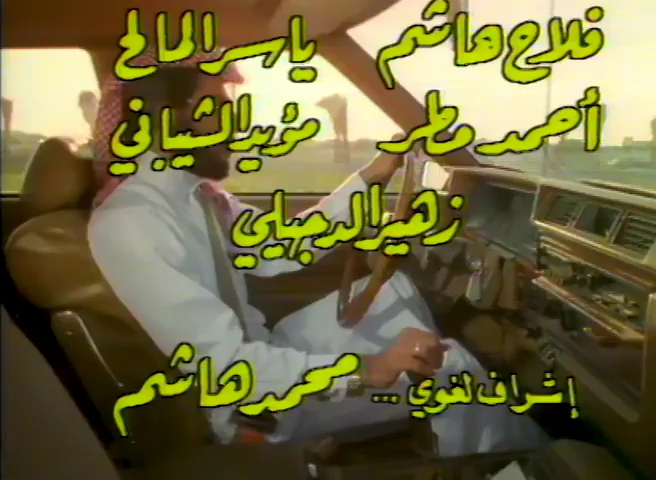 فلاح هاشم ياسر المالح
أحمد مطر مؤيد الشيباني
زهير الدجيلي
إشراف لغوي ... محمد هاشم